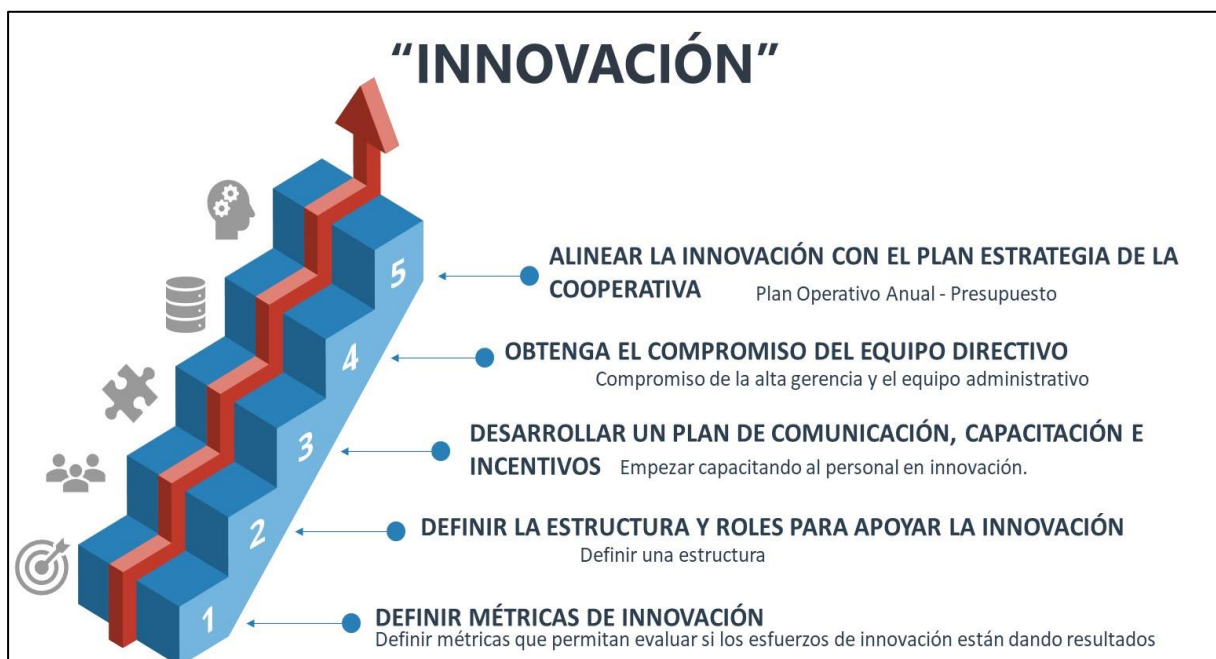 “INNOVACIÓN”
5
ALINEAR LA INNOVACIÓN CON EL PLAN ESTRATEGIA DE LA
COOPERATIVA Plan Operativo Anual - Presupuesto
4
OBTENGA EL COMPROMISO DEL EQUIPO DIRECTIVO
Compromiso de la alta gerencia y el equipo administrativo
3
DESARROLLAR UN PLAN DE COMUNICACIÓN, CAPACITACIÓN E
INCENTIVOS Empezar capacitando al personal en innovación.
2
DEFINIR LA ESTRUCTURA Y ROLES PARA APOYAR LA INNOVACIÓN
Definir una estructura
1
DEFINIR MÉTRICAS DE INNOVACIÓN
Definir métricas que permitan evaluar si los esfuerzos de innovación están dando resultados